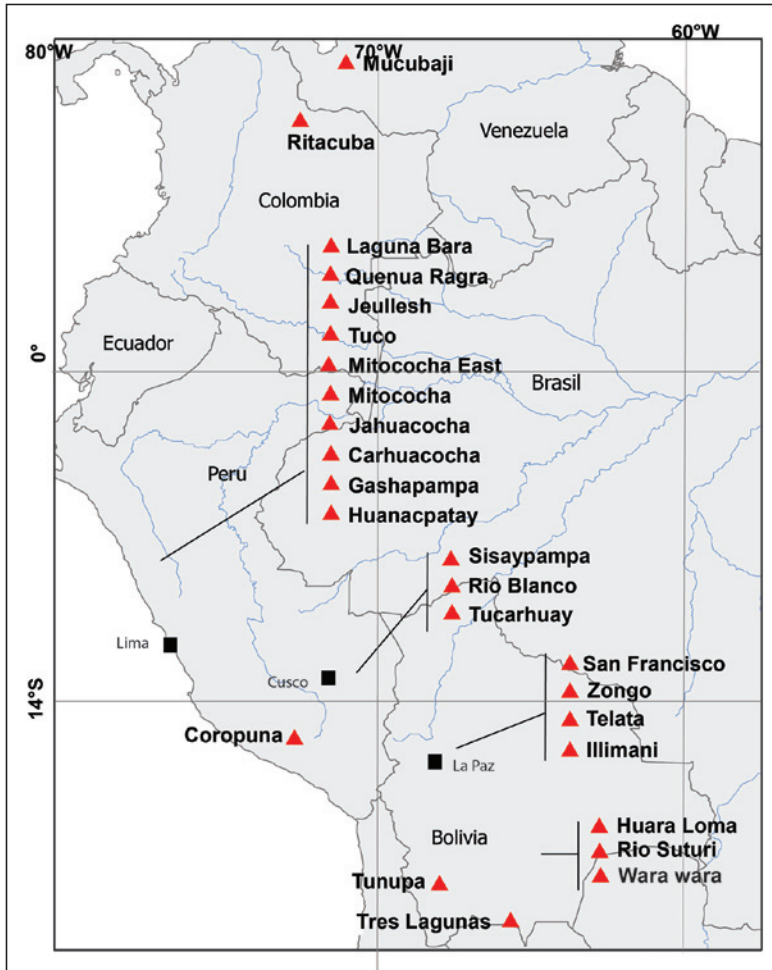 80°W
70°W
60°W
Mucubaji
Ritacuba
Venezuela
Colombia
Laguna Bara
Quenua Ragra
Jeullesh
Tuco
Ecuador
0°
Mitococha East
Brasil
Mitococha
Jahuacocha
Peru
Carhuacocha
Gashapampa
Huanacpatay
Sisaypampa
Rio Blanco
Tucarhuay
Lima
San Francisco
Cusco
Zongo
14°S
Telata
Coropuna
Illimani
La Paz
Huara Loma
Bolivia
Rio Suturi
Wara wara
Tunupa
Tres Lagunas